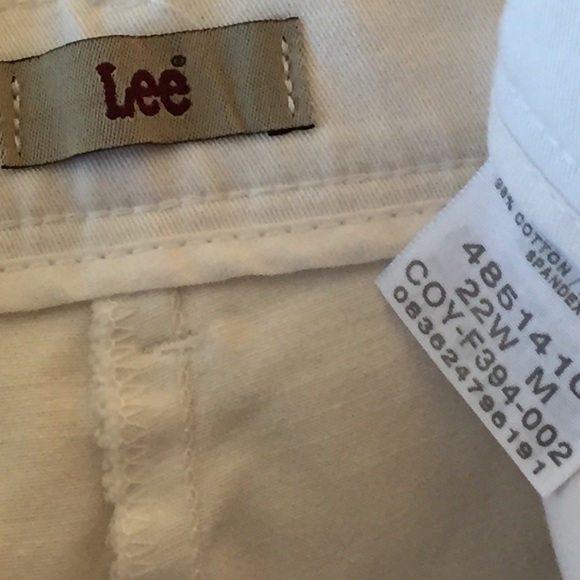 Lee®
98% COTTON /
SPANDEX
4851410
22W M
COY-F394-002
083624796191